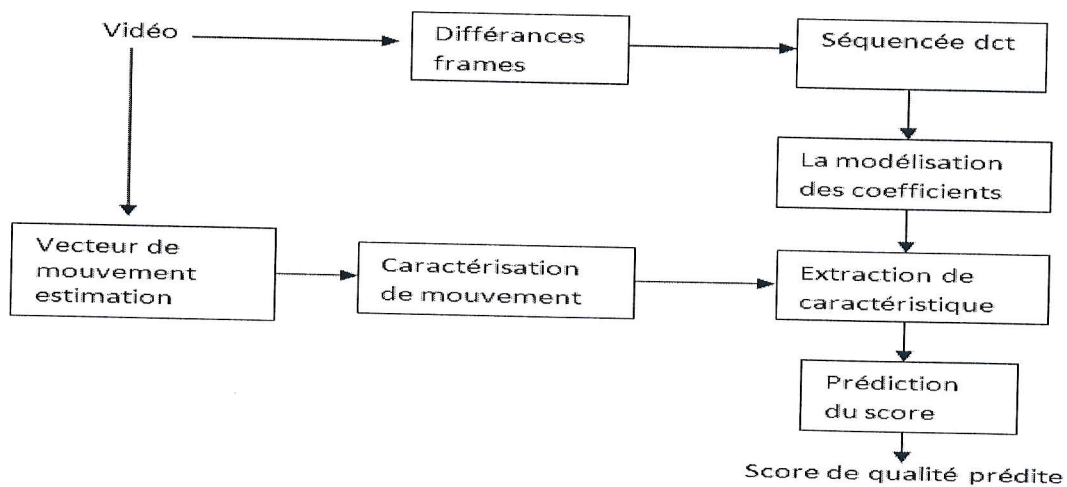 Vidéo
Différances
frames
Séquencée dct
La modélisation
des coefficients
Vecteur de
mouvement
estimation
Caractérisation
de mouvement
Extraction de
caractéristique
Prédiction
du score
Score de qualité prédite